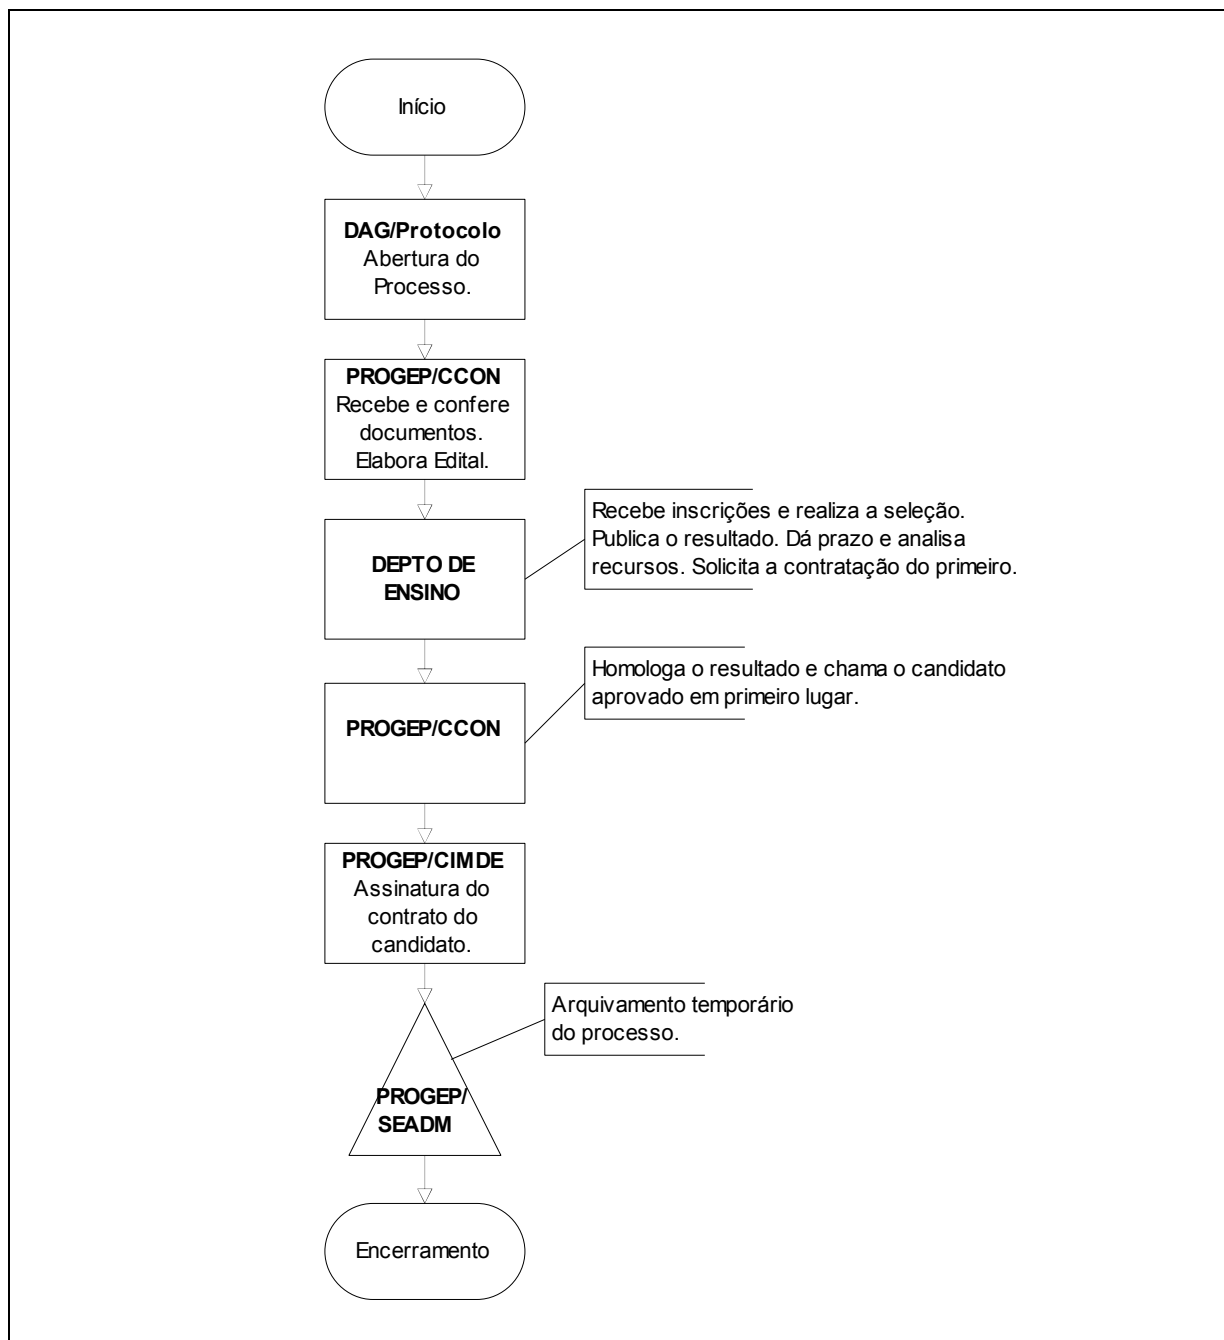 Início
DAG/Protocolo
Abertura do
Processo.
PROGEP/CCON
Recebe e confere
documentos.
Elabora Edital.
Recebe inscrições e realiza a seleção.
Publica o resultado. Dá prazo e analisa
recursos. Solicita a contratação do primeiro.
DEPTO DE
ENSINO
Homologa o resultado e chama o candidato
aprovado em primeiro lugar.
PROGEP/CCON
PROGEP/CIMDE
Assinatura do
contrato do
candidato.
Arquivamento temporário
do processo.
PROGEP/
SEADM
Encerramento